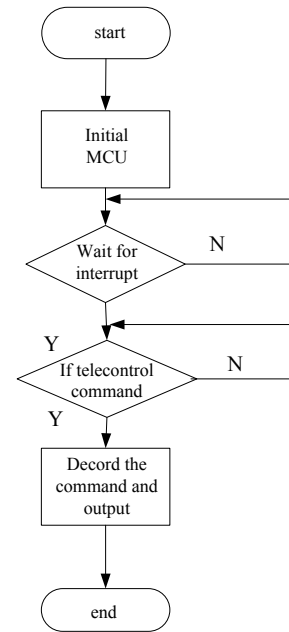 start
Initial
MCU
Wait for
interrupt
N
Y
If telecontrol
command
N
Y
Decord the
command and
output
end